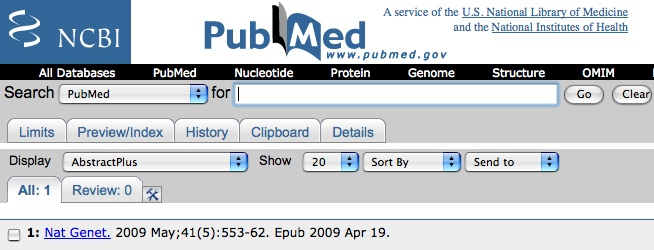 NCBI
PubMed
www.pubmed.gov
A service of the U.S. National Library of Medicine
and the National Institutes of Health
All Databases PubMed Nucleotide Protein Genome Structure OMIM
Search PubMed for Go Clear
Limits Preview/Index History Clipboard Details
Display AbstractPlus Show 20 Sort By Send to
All: 1 Review: 0
1: Nat Genet. 2009 May;41(5):553-62. Epub 2009 Apr 19.